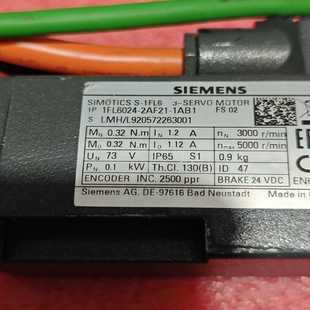 SIEMENS
SIMOTICS S-1FL6 3~SERVO MOTOR
1P 1FL6024-2AF21-1AB1 FS 02
S LMH/L920572263001
M₀ 0.32 N.m I₀ 1.2 A nN 3000 r/min
MN 0.32 N.m IN 1.12 A nmax 5000 r/min
UN 73 V IP65 S1 0.9 kg
PN 0.1 kW Th.Cl. 130(B) ID 47
ENCODER INC. 2500 ppr BRAKE 24 VDC
Siemens AG, DE-97616 Bad Neustadt Made in